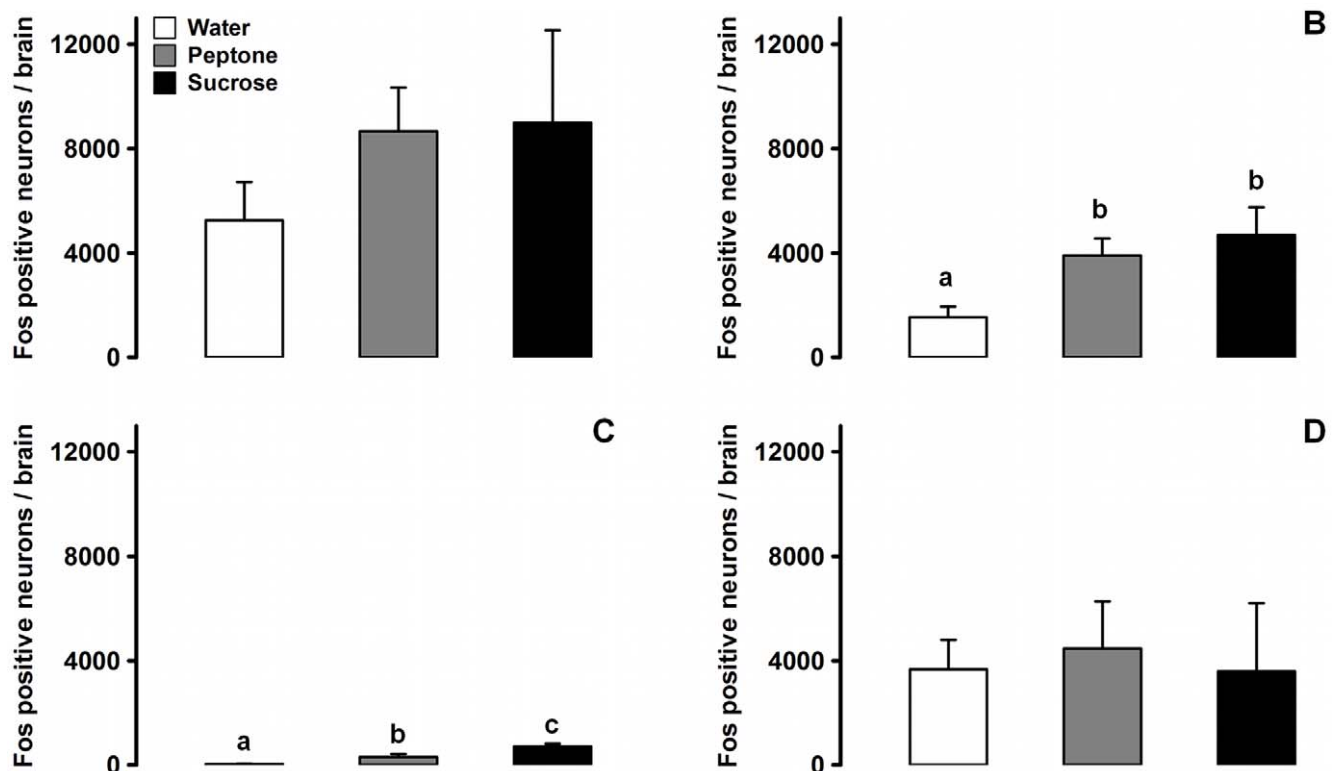 Fos positive neurons / brain
12000
8000
4000
0
Water
Peptone
Sucrose
B
Fos positive neurons / brain
12000
8000
4000
0
a
b
b
C
Fos positive neurons / brain
12000
8000
4000
0
a
b
c
D
Fos positive neurons / brain
12000
8000
4000
0